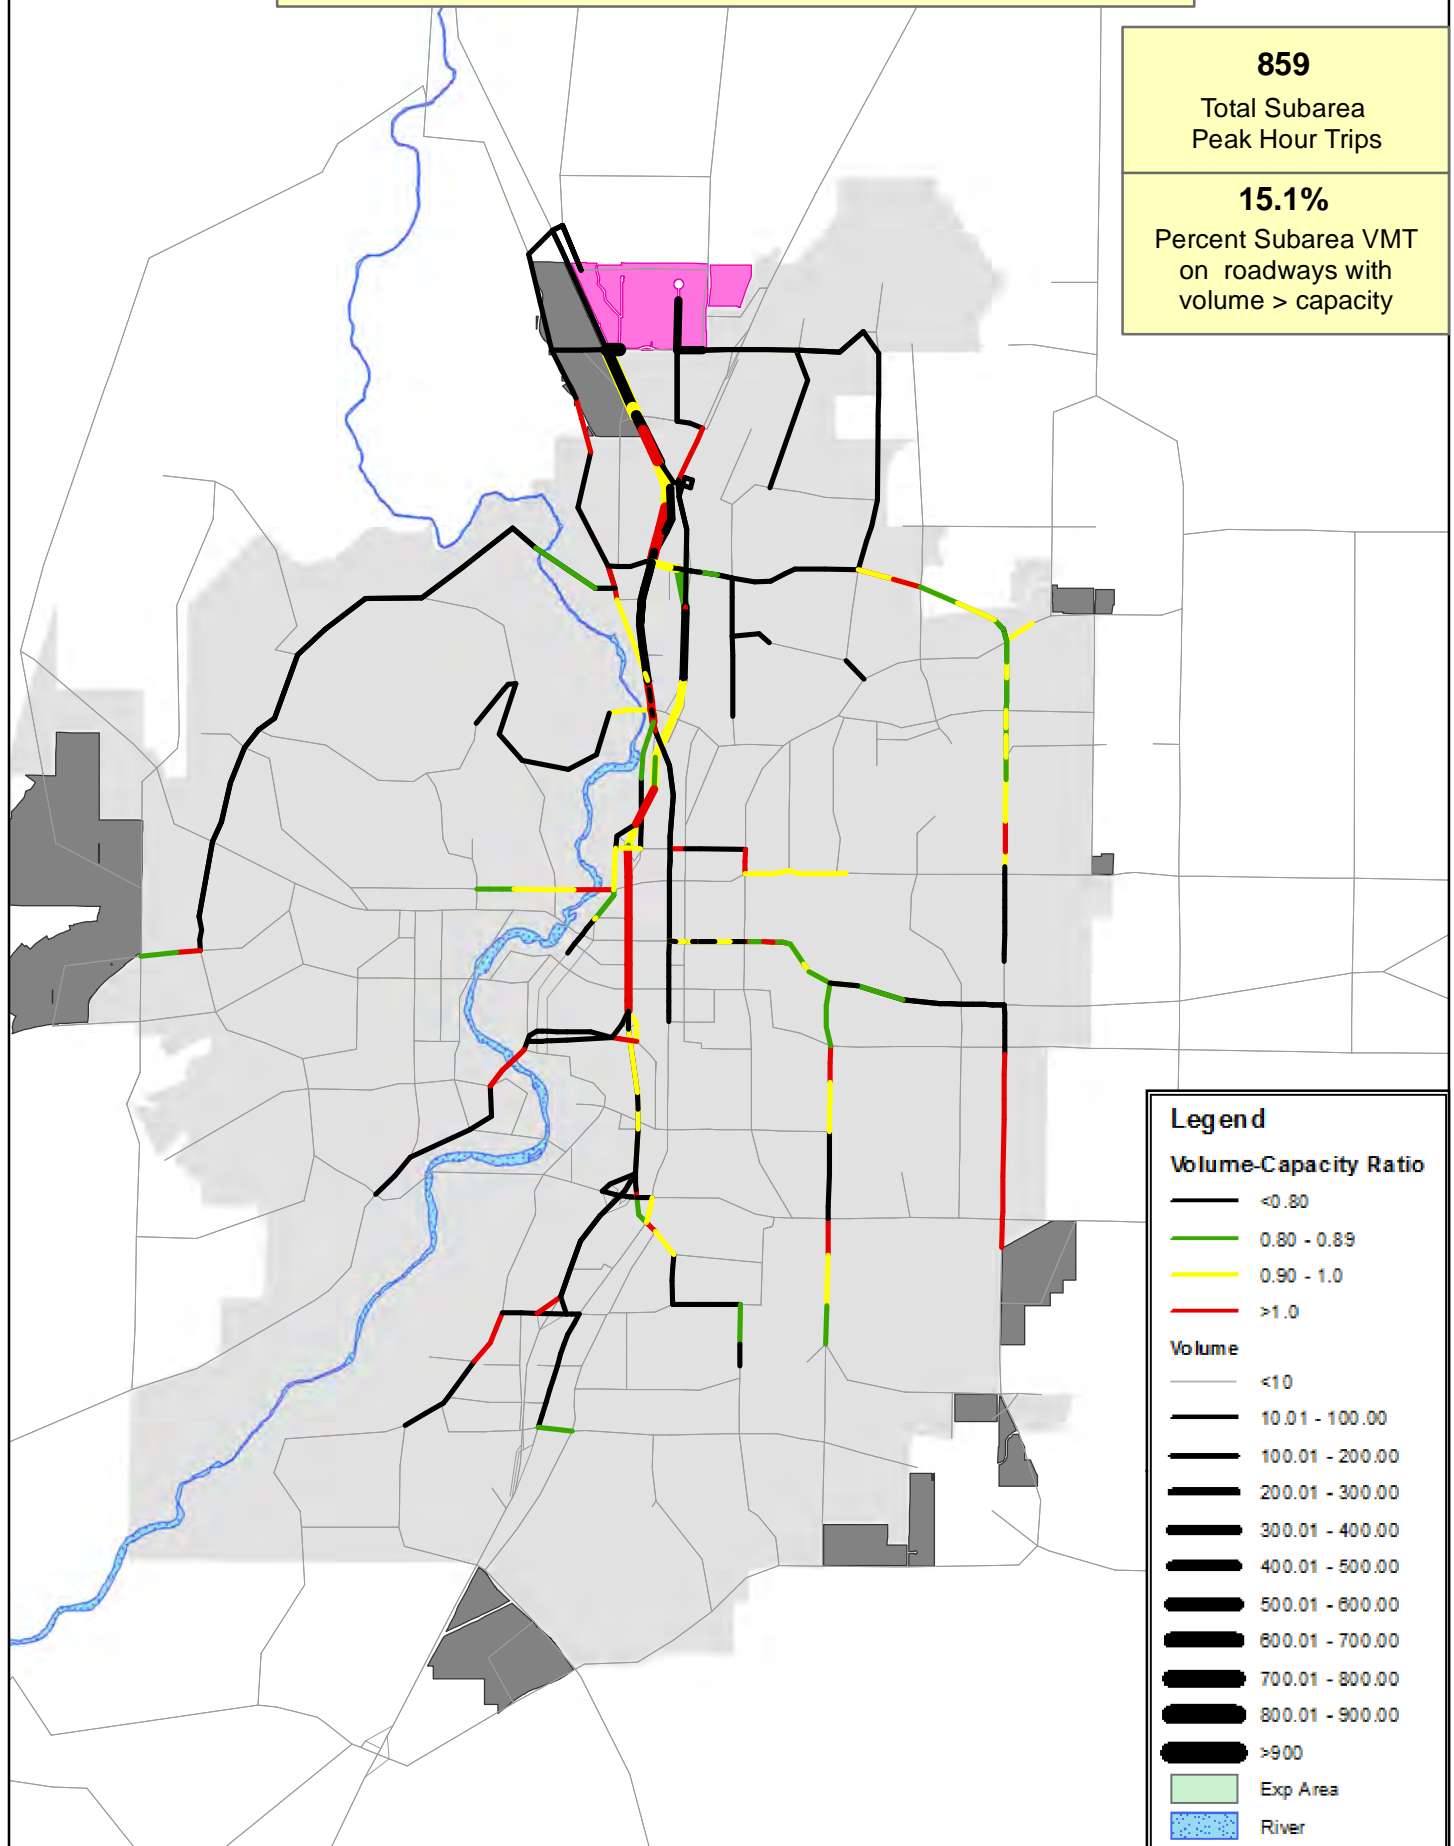 859
Total Subarea
Peak Hour Trips
15.1%
Percent Subarea VMT
on roadways with
volume > capacity
Legend
Volume-Capacity Ratio
<0.80
0.80 - 0.89
0.90 - 1.0
>1.0
Volume
<10
10.01 - 100.00
100.01 - 200.00
200.01 - 300.00
300.01 - 400.00
400.01 - 500.00
500.01 - 600.00
600.01 - 700.00
700.01 - 800.00
800.01 - 900.00
>900
Exp Area
River